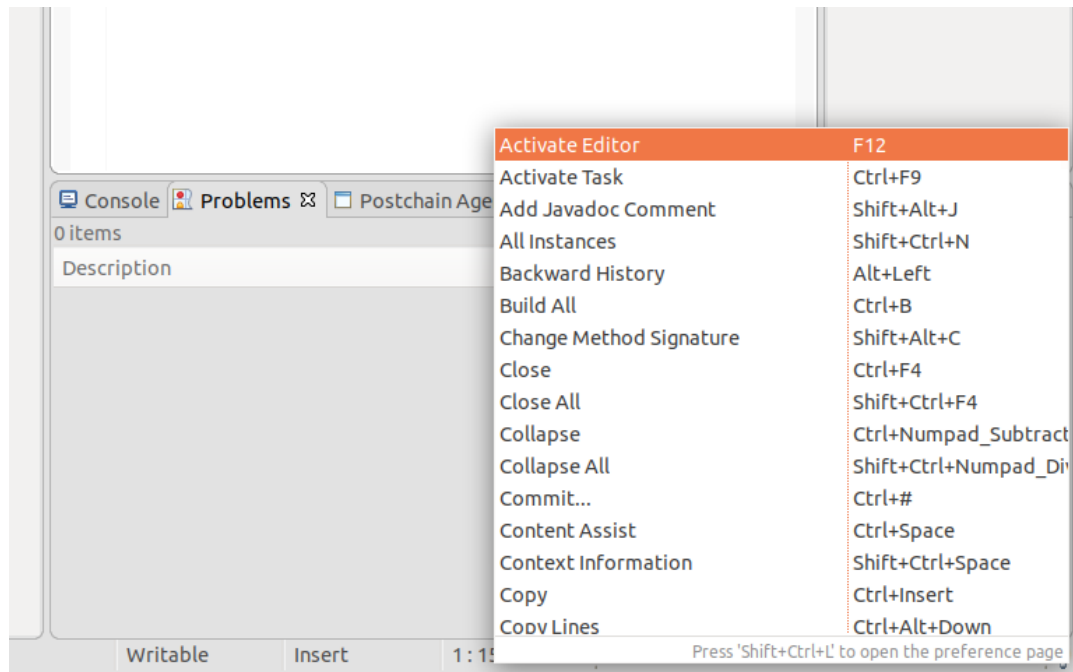 Console Problems Postchain Age
0 items
Description
Activate Editor F12
Activate Task Ctrl+F9
Add Javadoc Comment Shift+Alt+J
All Instances Shift+Ctrl+N
Backward History Alt+Left
Build All Ctrl+B
Change Method Signature Shift+Alt+C
Close Ctrl+F4
Close All Shift+Ctrl+F4
Collapse Ctrl+Numpad_Subtract
Collapse All Shift+Ctrl+Numpad_Di
Commit... Ctrl+#
Content Assist Ctrl+Space
Context Information Shift+Ctrl+Space
Copy Ctrl+Insert
Copy Lines Ctrl+Alt+Down
Press 'Shift+Ctrl+L' to open the preference page
Writable Insert 1:15